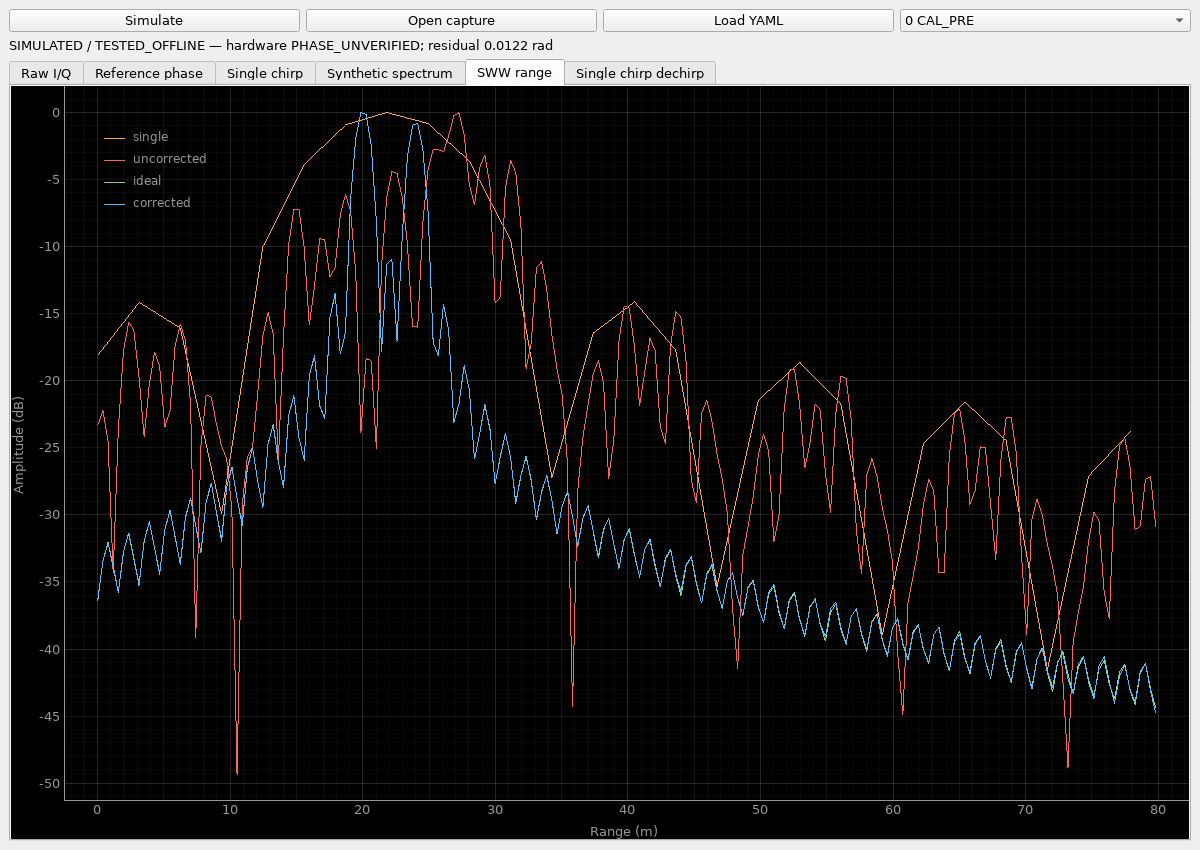 Simulate Open capture Load YAML 0 CAL_PRE
SIMULATED / TESTED_OFFLINE — hardware PHASE_UNVERIFIED; residual 0.0122 rad
Raw I/Q Reference phase Single chirp Synthetic spectrum SWW range Single chirp dechirp
single
uncorrected
ideal
corrected
0
-5
-10
-15
-20
-25
-30
-35
-40
-45
-50
Amplitude (dB)
0 10 20 30 40 50 60 70 80
Range (m)